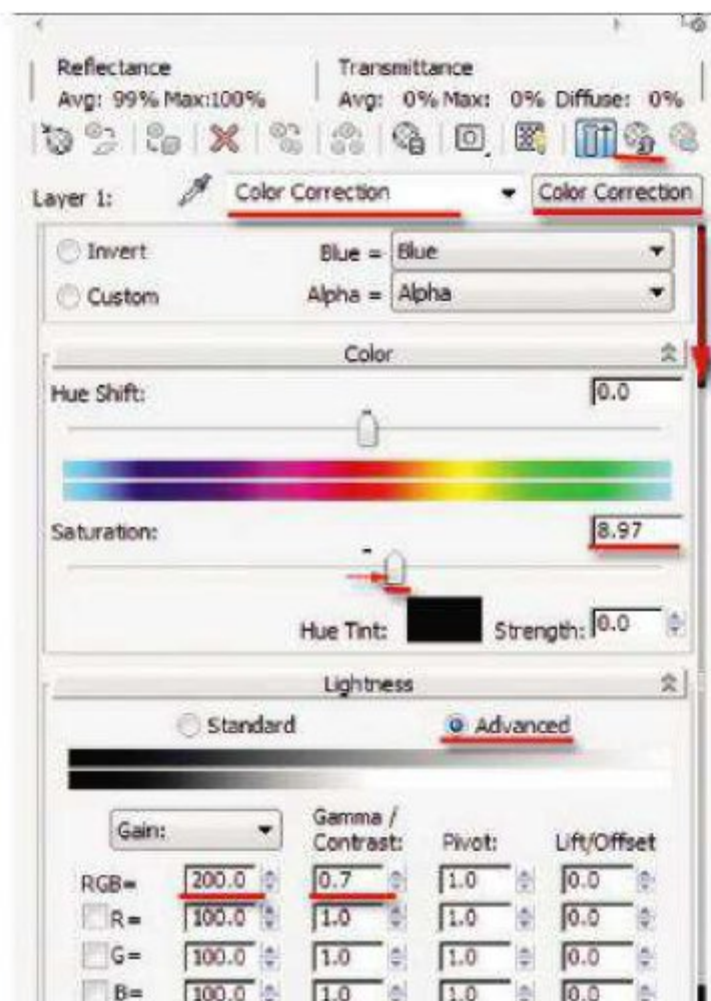 Reflectance Transmittance
Avg: 99% Max:100% Avg: 0% Max: 0% Diffuse: 0%
Layer 1: Color Correction Color Correction
Invert Blue = Blue
Custom Alpha = Alpha
Color
Hue Shift: 0.0
Saturation: 8.97
Hue Tint: Strength: 0.0
Lightness
Standard Advanced
Gain: Gamma / Contrast: Pivot: Lift/Offset
RGB= 200.0 0.7 1.0 0.0
R= 100.0 1.0 1.0 0.0
G= 100.0 1.0 1.0 0.0
B= 100.0 1.0 1.0 0.0